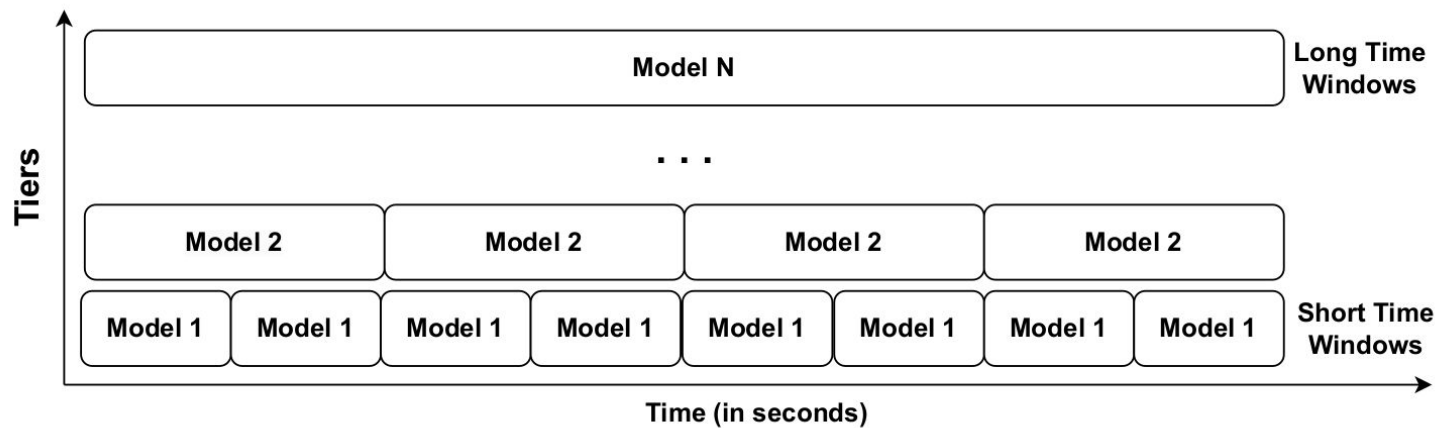 Model N
Long Time
Windows
. . .
Tiers
Model 2 Model 2 Model 2 Model 2
Model 1 Model 1 Model 1 Model 1 Model 1 Model 1 Model 1 Model 1
Short Time
Windows
Time (in seconds)